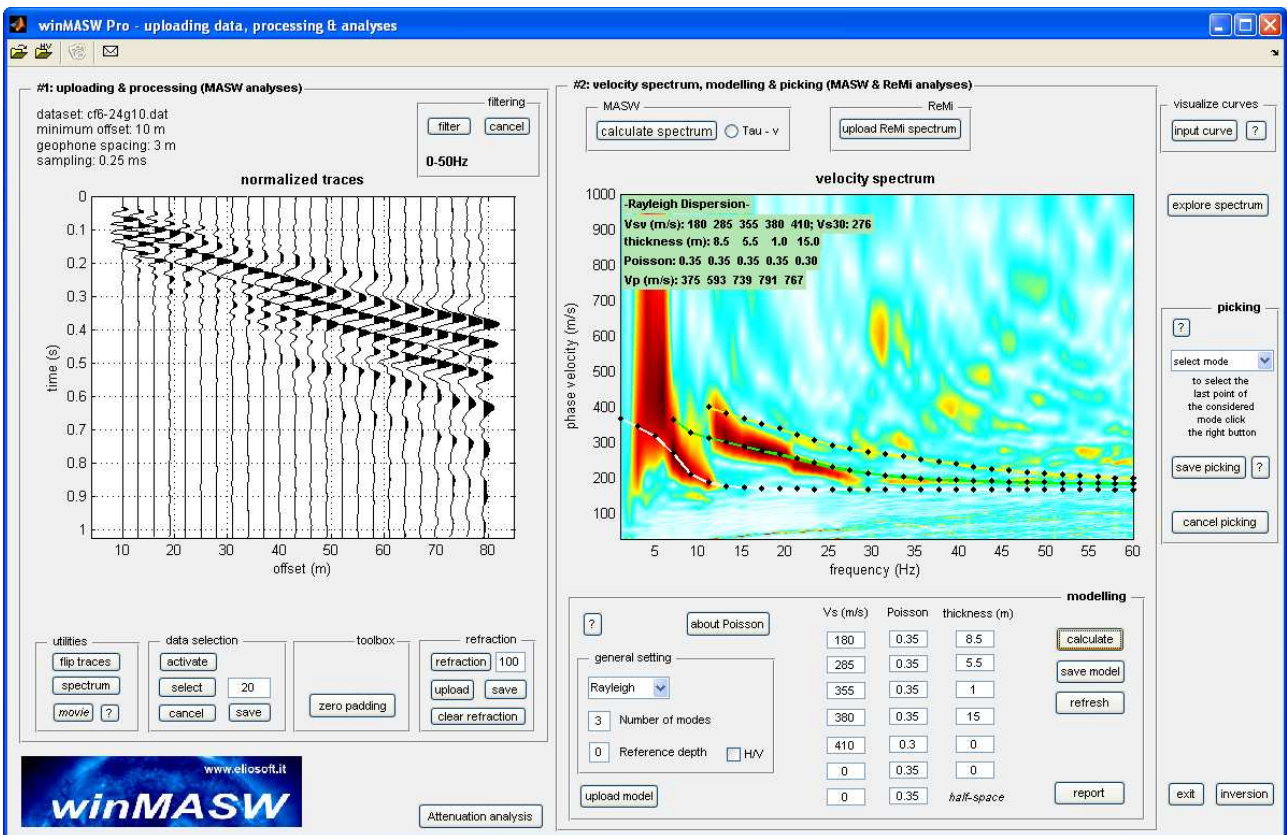 winMASW Pro - uploading data, processing & analyses
#1: uploading & processing (MASW analyses)
dataset: cf6-24g10.dat
minimum offset: 10 m
geophone spacing: 3 m
sampling: 0.25 ms
filtering
filter cancel
0-50Hz
normalized traces
0
0.1
0.2
0.3
0.4
0.5
0.6
0.7
0.8
0.9
1
time (s)
10 20 30 40 50 60 70 80
offset (m)
utilities
flip traces
spectrum
movie ?
data selection
activate
select 20
cancel save
toolbox
zero padding
refraction
refraction 100
upload save
clear refraction
www.eliosoft.it
winMASW
Attenuation analysis
#2: velocity spectrum, modelling & picking (MASW & ReMi analyses)
MASW
calculate spectrum Tau - v
ReMi
upload ReMi spectrum
velocity spectrum
-Rayleigh Dispersion-
Vsv (m/s): 180 285 355 380 410; Vs30: 276
thickness (m): 8.5 5.5 1.0 15.0
Poisson: 0.35 0.35 0.35 0.35 0.30
Vp (m/s): 375 593 739 791 767
1000
900
800
700
600
500
400
300
200
100
phase velocity (m/s)
5 10 15 20 25 30 35 40 45 50 55 60
frequency (Hz)
modelling
? about Poisson
general setting
Rayleigh
3 Number of modes
0 Reference depth H/V
upload model
Vs (m/s) Poisson thickness (m)
180 0.35 8.5
285 0.35 5.5
355 0.35 1
380 0.35 15
410 0.3 0
0 0.35 0
0 0.35 half-space
calculate
save model
refresh
report
visualize curves
input curve ?
explore spectrum
picking
?
select mode
to select the
last point of
the considered
mode click
the right button
save picking ?
cancel picking
exit inversion